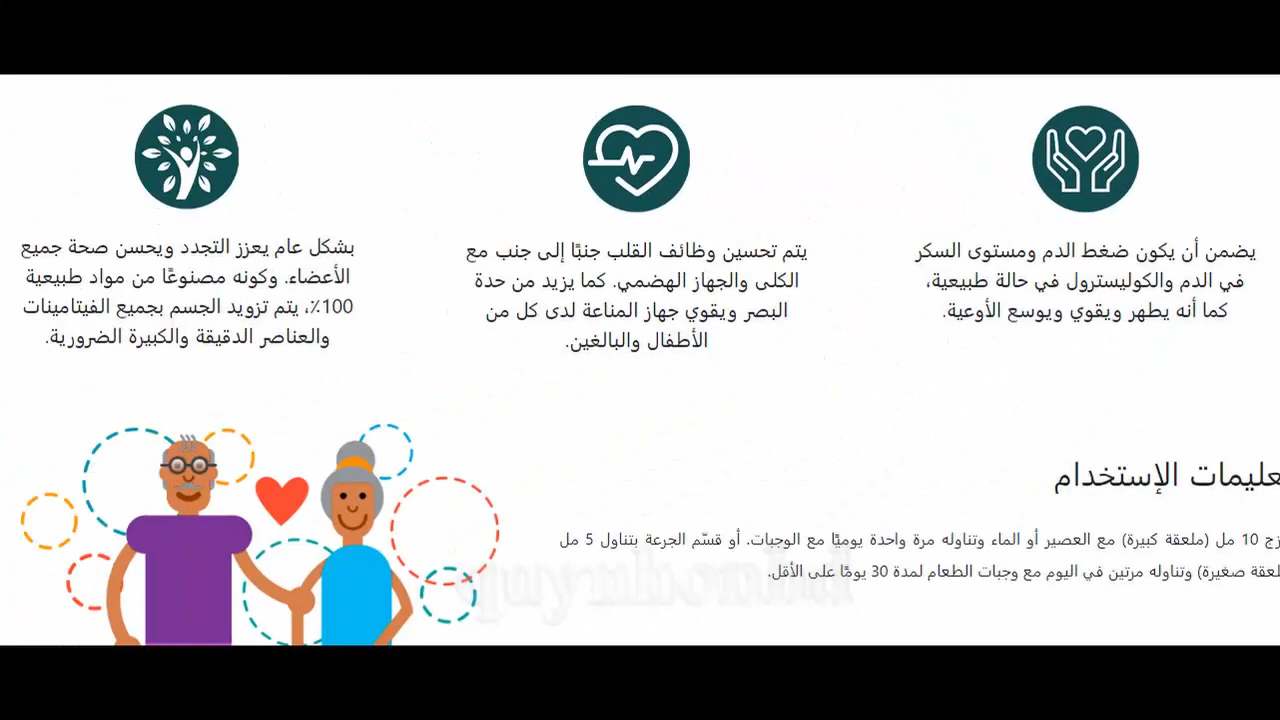 يضمن أن يكون ضغط الدم ومستوى السكر
في الدم والكوليسترول في حالة طبيعية،
كما أنه يطهر ويقوي ويوسع الأوعية.
يتم تحسين وظائف القلب جنبًا إلى جنب مع
الكلى والجهاز الهضمي. كما يزيد من حدة
البصر ويقوي جهاز المناعة لدى كل من
الأطفال والبالغين.
بشكل عام يعزز التجدد ويحسن صحة جميع
الأعضاء. وكونه مصنوعًا من مواد طبيعية
100٪، يتم تزويد الجسم بجميع الفيتامينات
والعناصر الدقيقة والكبيرة الضرورية.
عليمات الإستخدام
زج 10 مل (ملعقة كبيرة) مع العصير أو الماء وتناوله مرة واحدة يوميًا مع الوجبات. أو قسّم الجرعة بتناول 5 مل
لعقة صغيرة) وتناوله مرتين في اليوم مع وجبات الطعام لمدة 30 يومًا على الأقل.